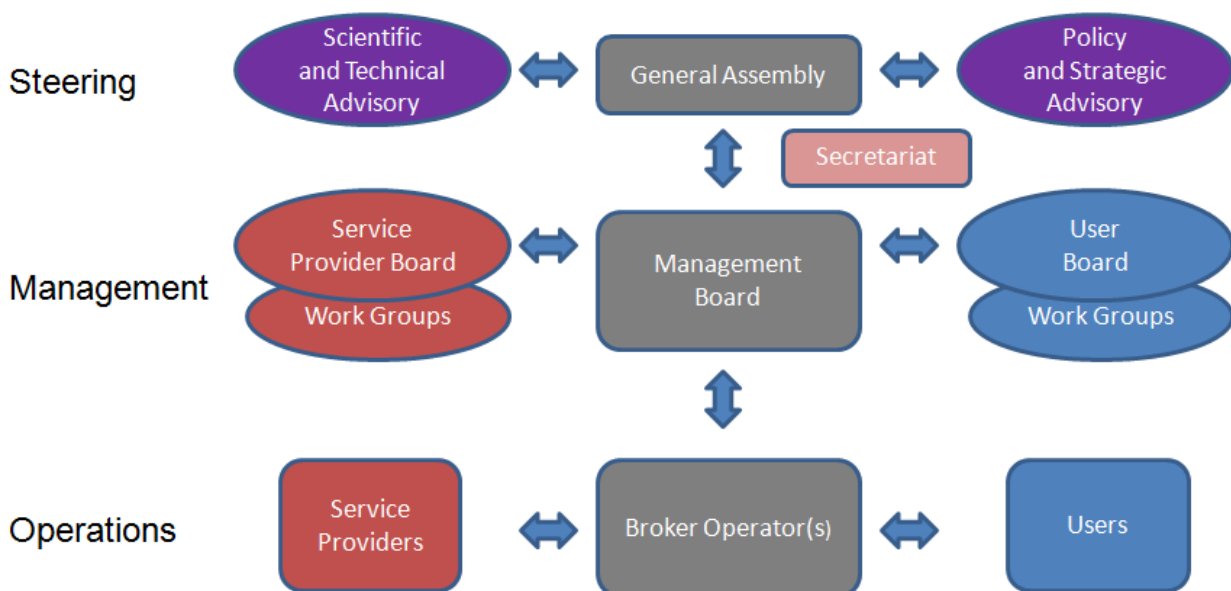 Steering
Scientific
and Technical
Advisory
General Assembly
Policy
and Strategic
Advisory
Secretariat
Management
Service
Provider Board
Work Groups
Management
Board
User
Board
Work Groups
Operations
Service
Providers
Broker Operator(s)
Users